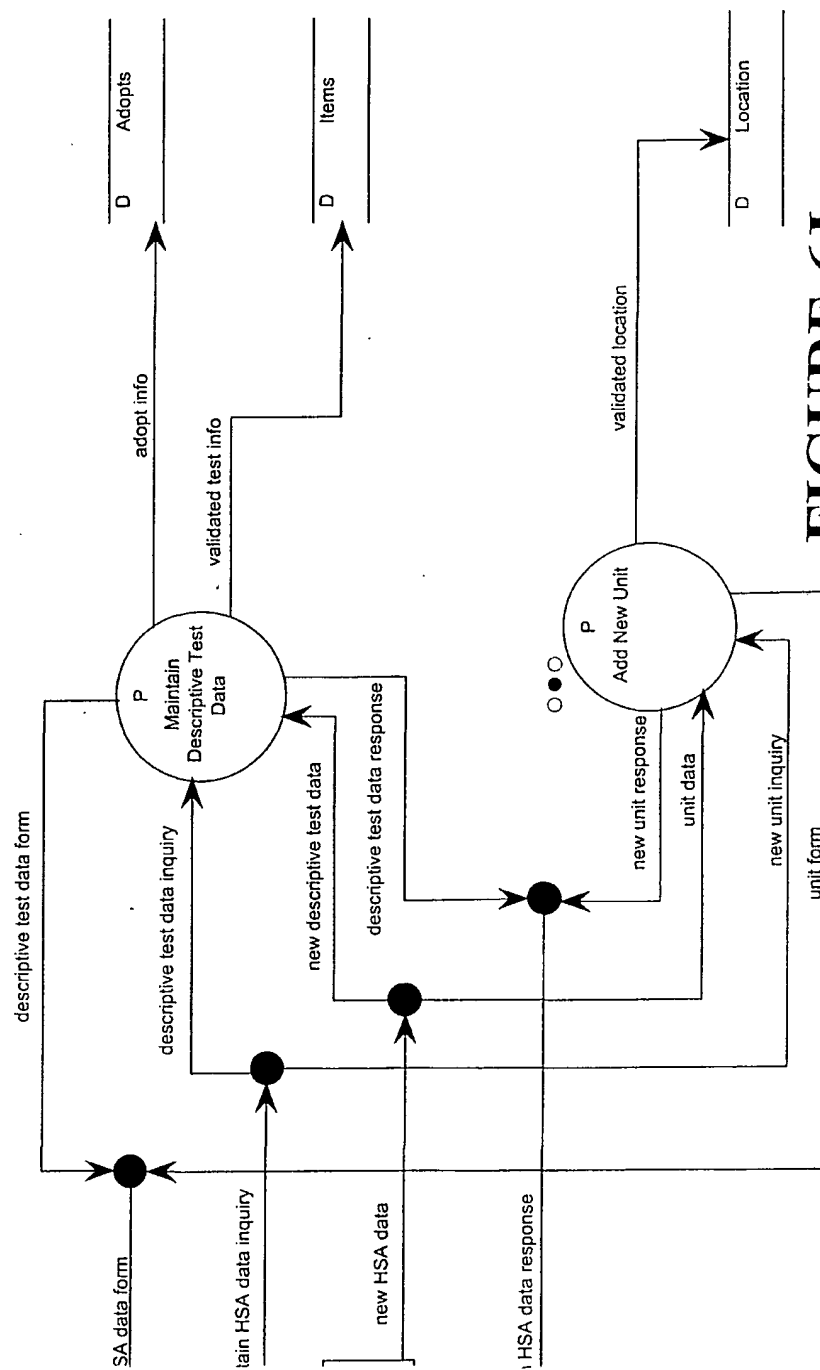 D Adopts
D Items
D Location
adopt info
validated test info
validated location
P
Maintain
Descriptive Test
Data
P
Add New Unit
descriptive test data form
descriptive test data inquiry
new descriptive test data
descriptive test data response
new unit response
unit data
new unit inquiry
unit form
SA data form
tain HSA data inquiry
new HSA data
HSA data response
FIGURE